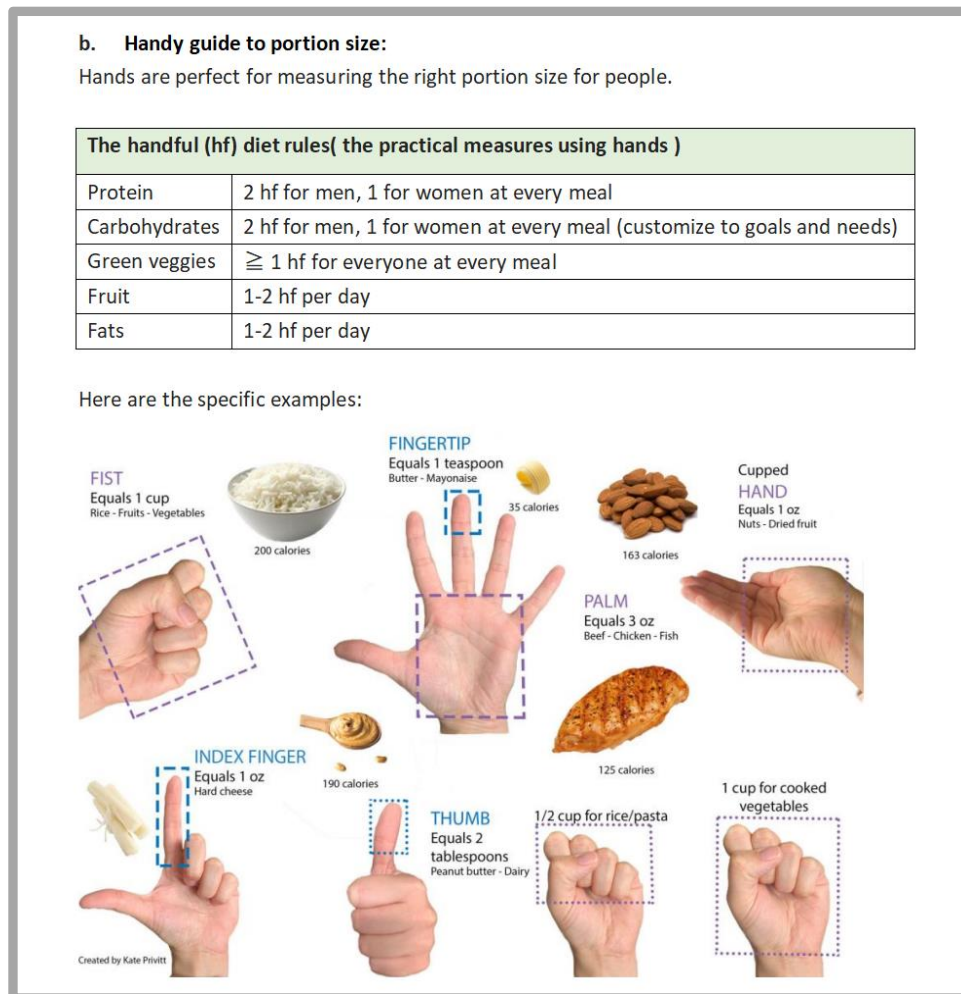 b. Handy guide to portion size:
Hands are perfect for measuring the right portion size for people.
The handful (hf) diet rules( the practical measures using hands )
Protein 2 hf for men, 1 for women at every meal
Carbohydrates 2 hf for men, 1 for women at every meal (customize to goals and needs)
Green veggies ≧ 1 hf for everyone at every meal
Fruit 1-2 hf per day
Fats 1-2 hf per day
Here are the specific examples:
FIST
Equals 1 cup
Rice - Fruits - Vegetables
200 calories
FINGERTIP
Equals 1 teaspoon
Butter - Mayonaise
35 calories
163 calories
Cupped
HAND
Equals 1 oz
Nuts - Dried fruit
PALM
Equals 3 oz
Beef - Chicken - Fish
125 calories
INDEX FINGER
Equals 1 oz
Hard cheese
190 calories
THUMB
Equals 2
tablespoons
Peanut butter - Dairy
1/2 cup for rice/pasta
1 cup for cooked
vegetables
Created by Kate Privitt